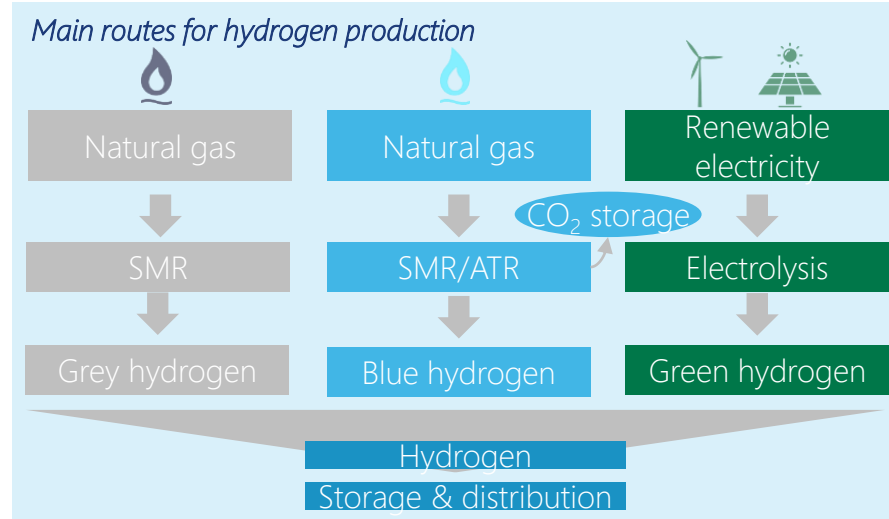 Main routes for hydrogen production
Natural gas
Natural gas
Renewable
electricity
CO₂ storage
SMR
SMR/ATR
Electrolysis
Grey hydrogen
Blue hydrogen
Green hydrogen
Hydrogen
Storage & distribution